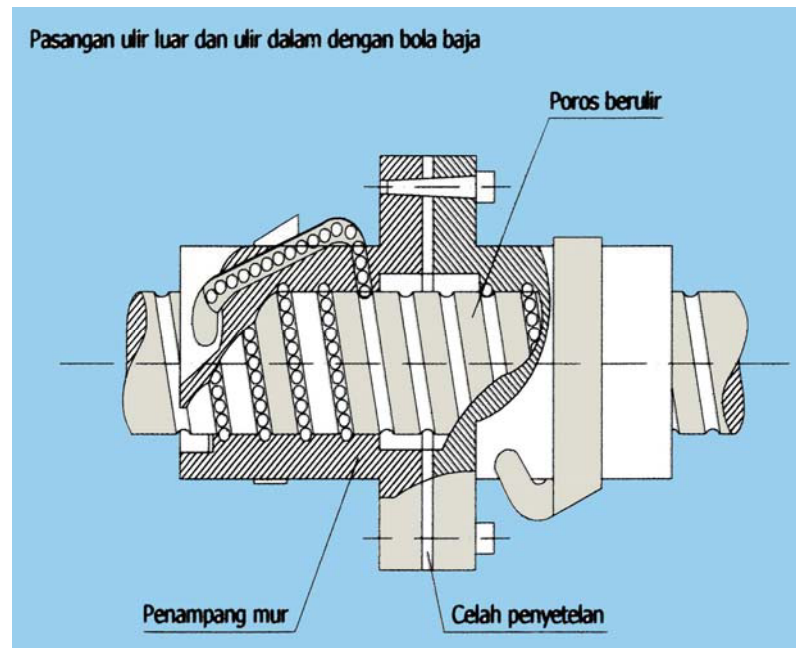 Pasangan ulir luar dan ulir dalam dengan bola baja
Poros berulir
Penampang mur
Celah penyetelan